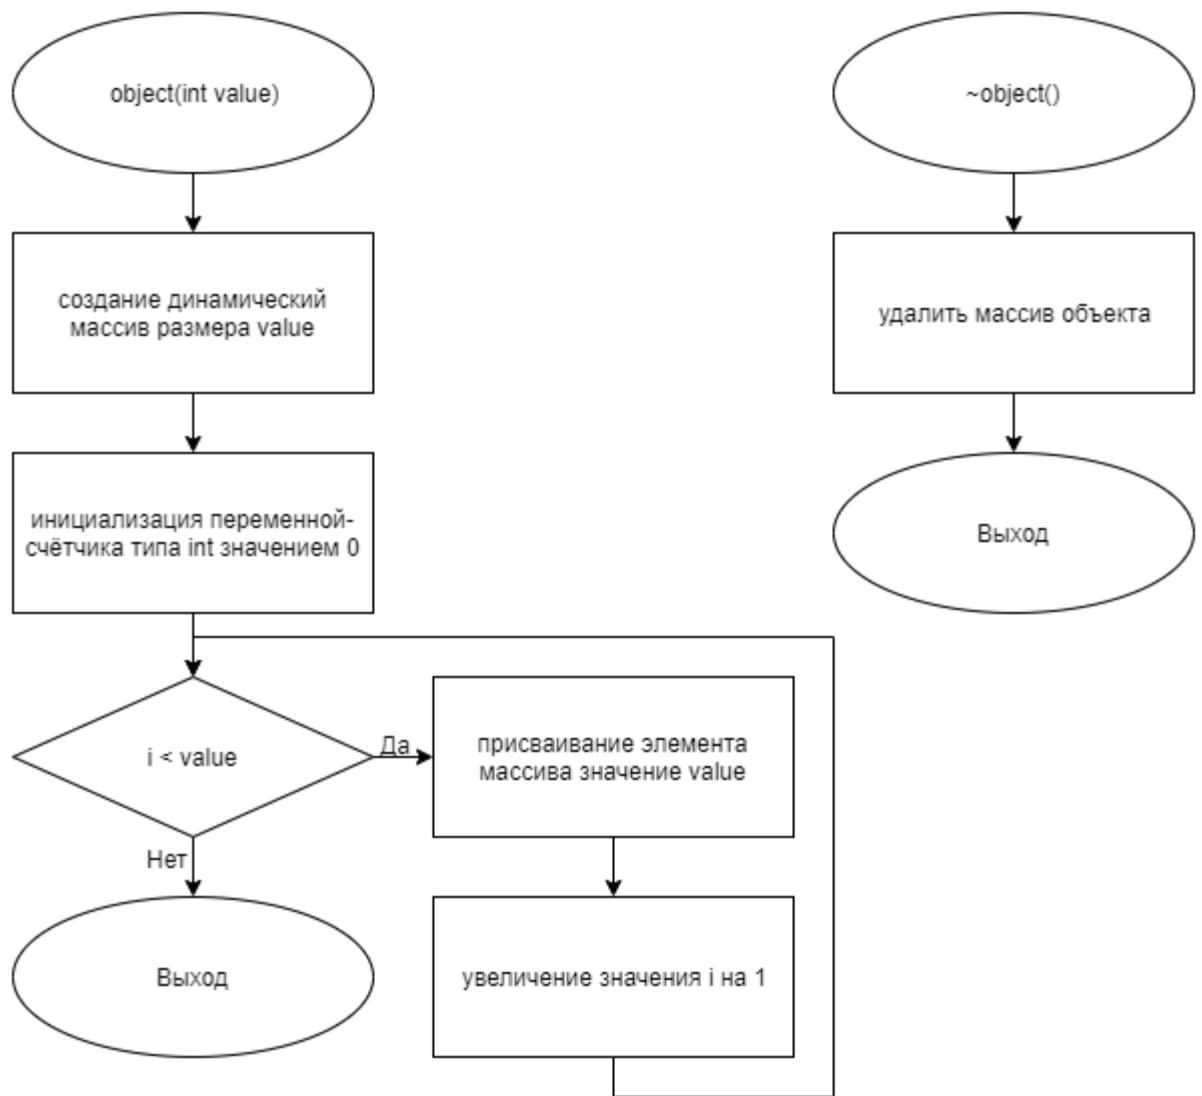 object(int value)
создание динамический
массив размера value
инициализация переменной-
счётчика типа int значением 0
i < value
Да
присваивание элемента
массива значение value
увеличение значения i на 1
Нет
Выход
~object()
удалить массив объекта
Выход